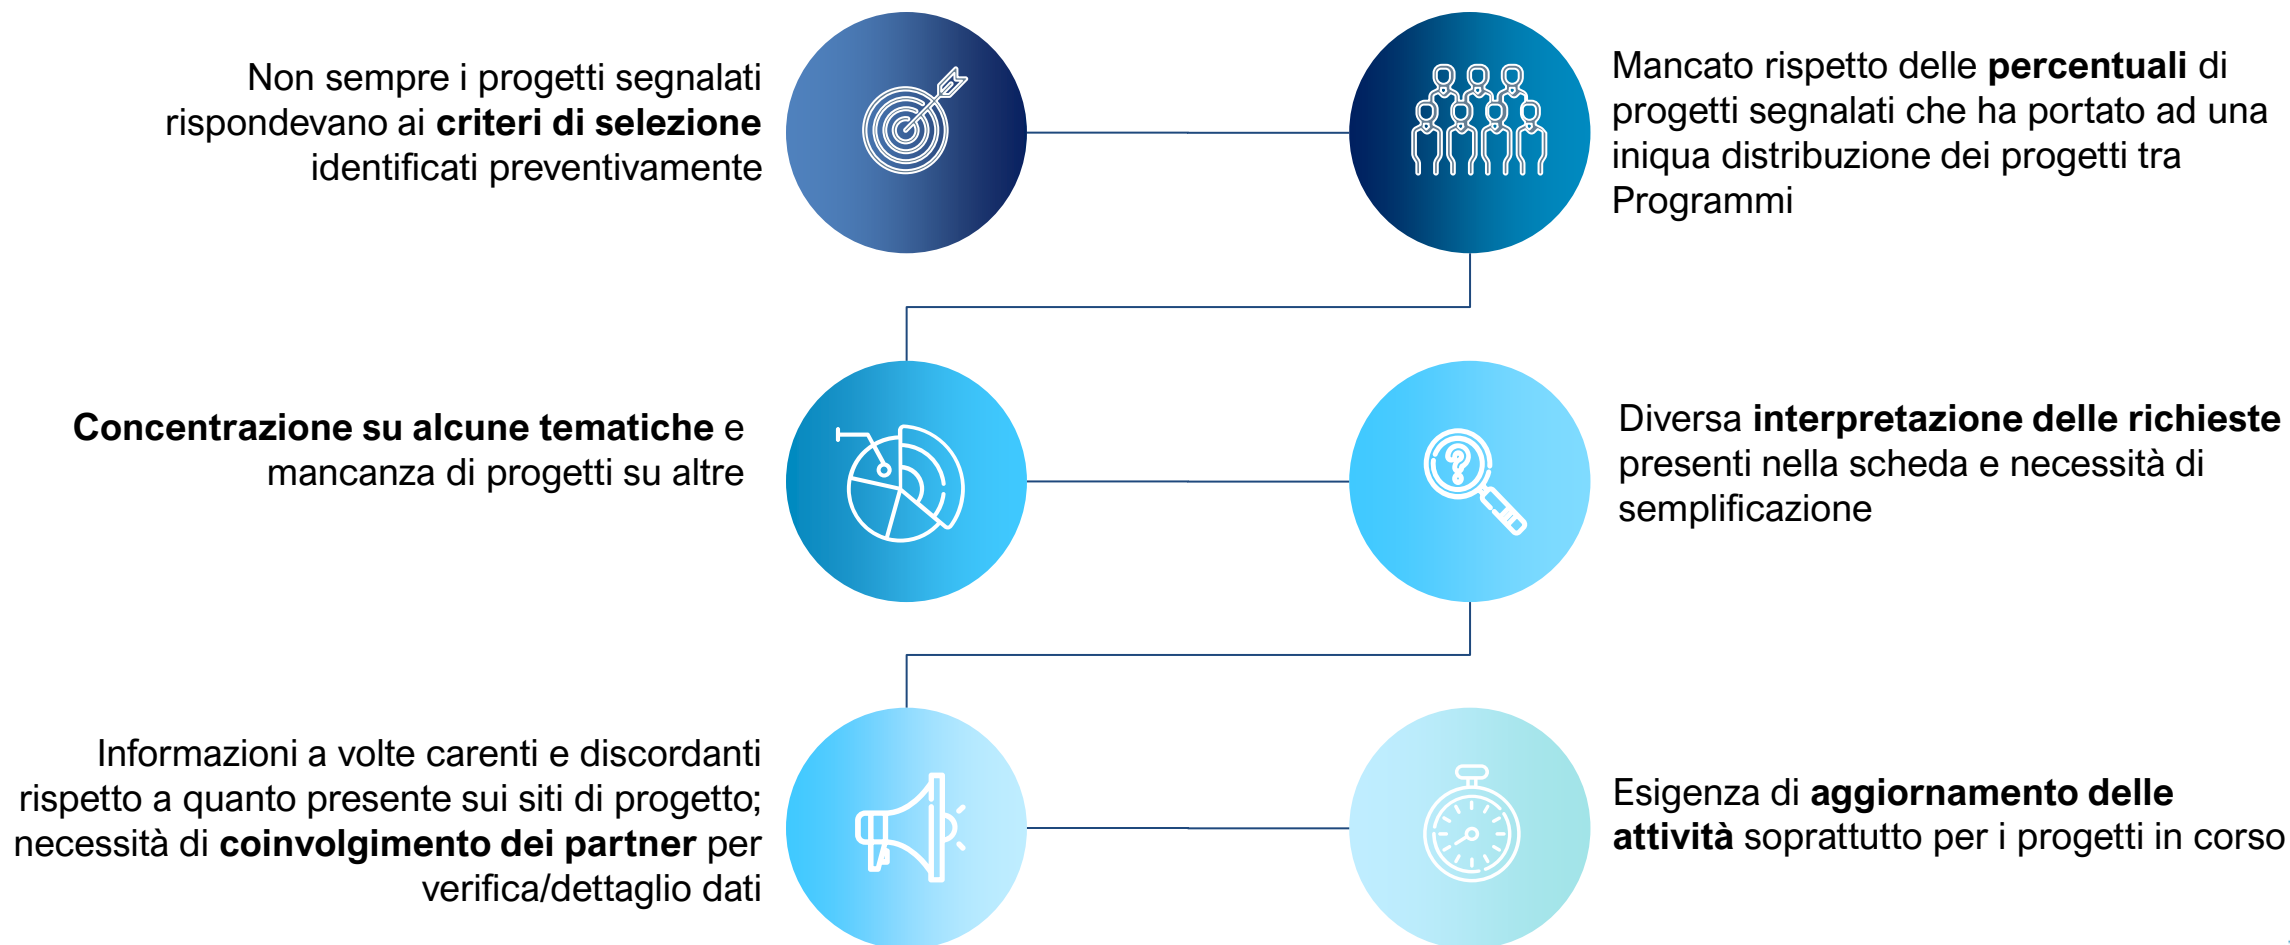 Non sempre i progetti segnalati
rispondevano ai criteri di selezione
identificati preventivamente
Mancato rispetto delle percentuali di
progetti segnalati che ha portato ad una
iniqua distribuzione dei progetti tra
Programmi
Concentrazione su alcune tematiche e
mancanza di progetti su altre
Diversa interpretazione delle richieste
presenti nella scheda e necessità di
semplificazione
Informazioni a volte carenti e discordanti
rispetto a quanto presente sui siti di progetto;
necessità di coinvolgimento dei partner per
verifica/dettaglio dati
Esigenza di aggiornamento delle
attività soprattutto per i progetti in corso